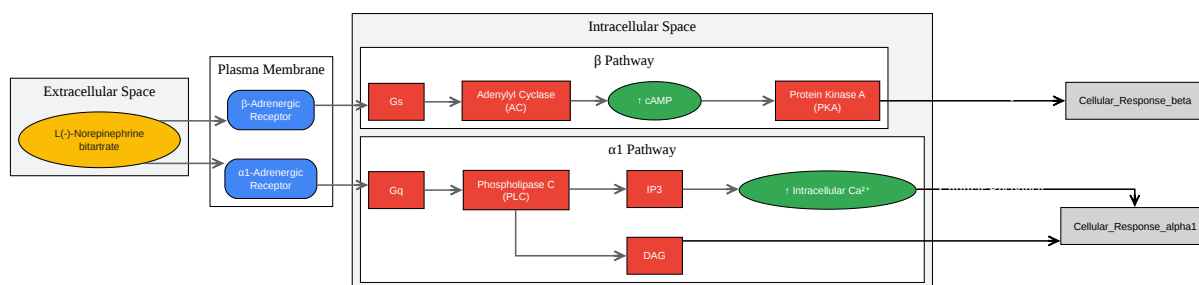 Intracellular Space
β Pathway
Plasma Membrane
Extracellular Space
β-Adrenergic
Receptor
Gs
Adenylyl Cyclase
(AC)
↑ cAMP
Protein Kinase A
(PKA)
Cellular_Response_beta
L(-)-Norepinephrine
bitartrate
α1 Pathway
α1-Adrenergic
Receptor
Gq
Phospholipase C
(PLC)
IP3
↑ Intracellular Ca²⁺
Cellular_Response_alpha1
DAG